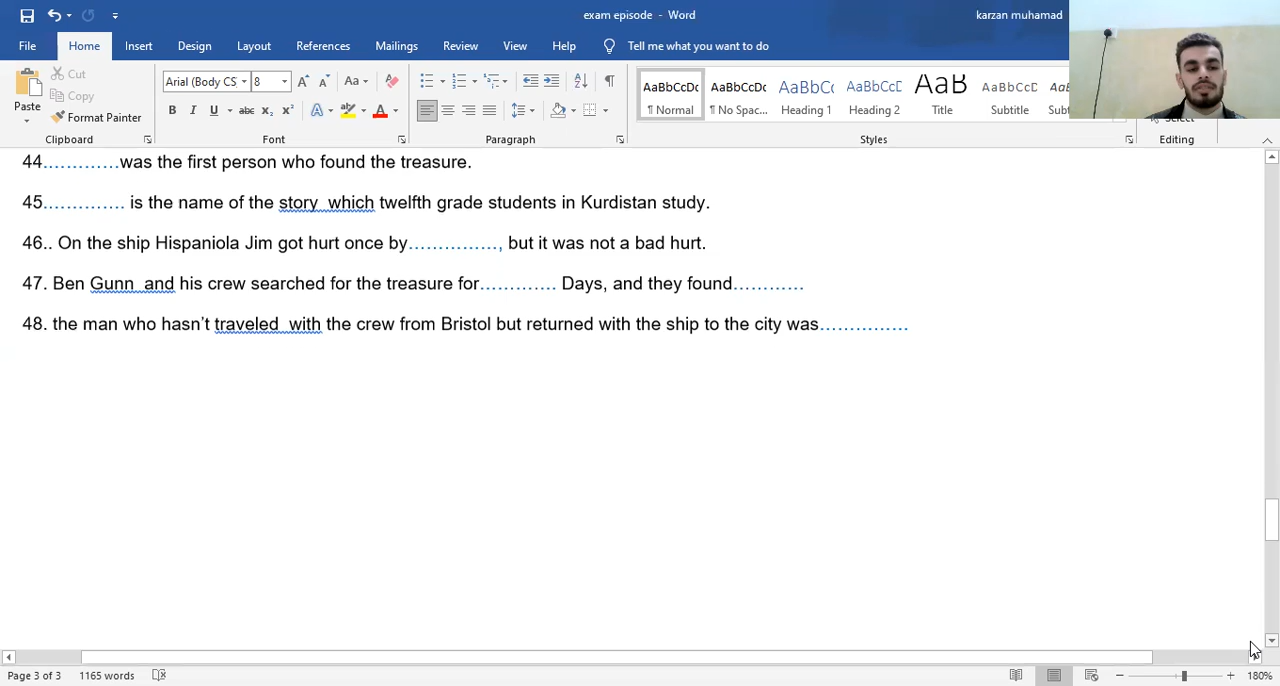 exam episode - Word
karzan muhamad
File Home Insert Design Layout References Mailings Review View Help Tell me what you want to do
Paste
Cut
Copy
Format Painter
Clipboard
Arial (Body CS 8
Aa
B I U abc x₂ x² A A
Font
Paragraph
AaBbCcDc AaBbCcDc AaBbCc AaBbCcD AaB AaBbCcD
¶ Normal ¶ No Spac... Heading 1 Heading 2 Title Subtitle
Styles
Select
Editing
44…………was the first person who found the treasure.
45…………. is the name of the story which twelfth grade students in Kurdistan study.
46.. On the ship Hispaniola Jim got hurt once by……………, but it was not a bad hurt.
47. Ben Gunn and his crew searched for the treasure for…………. Days, and they found…………
48. the man who hasn't traveled with the crew from Bristol but returned with the ship to the city was……………
Page 3 of 3 1165 words 180%